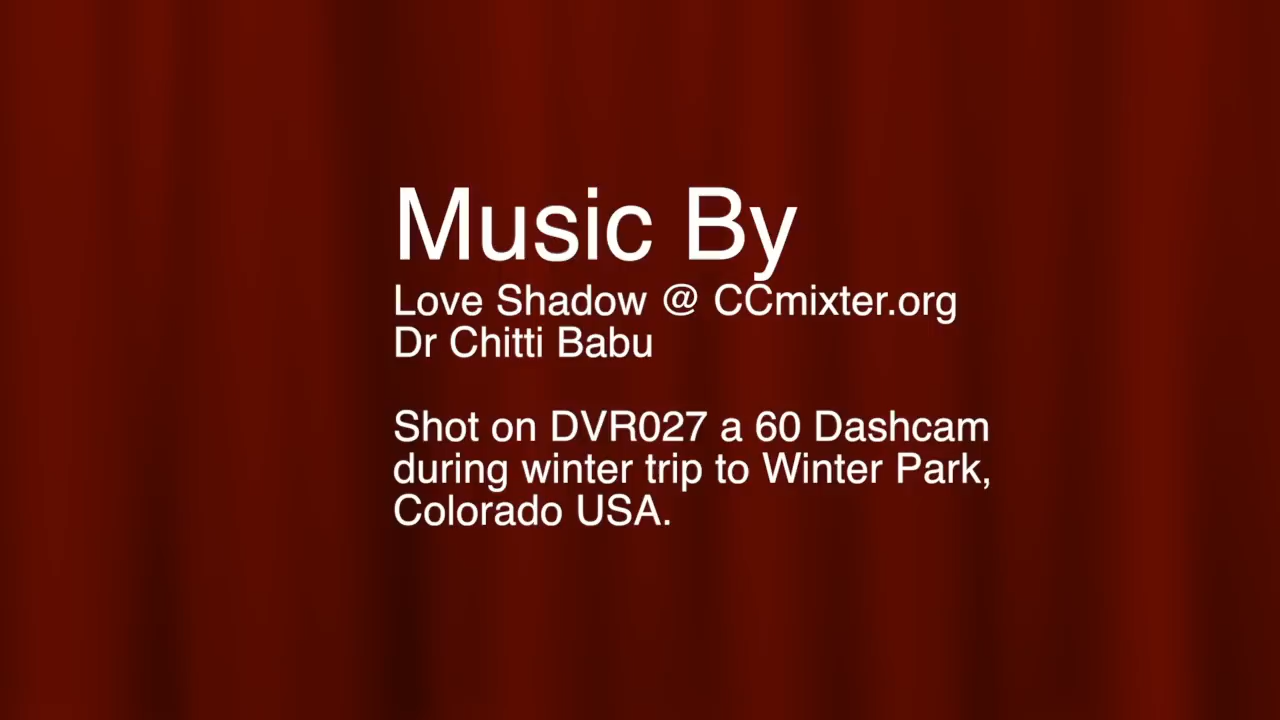 Music By
Love Shadow @ CCmixter.org
Dr Chitti Babu
Shot on DVR027 a 60 Dashcam
during winter trip to Winter Park,
Colorado USA.